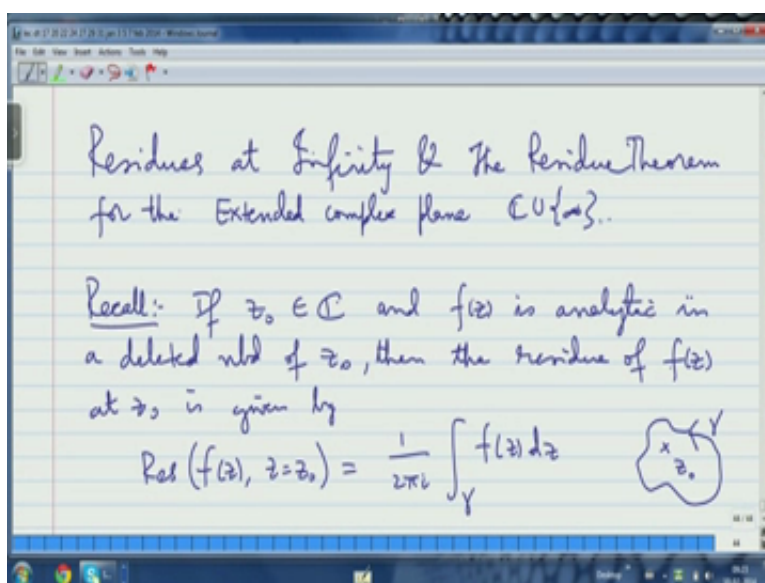 File Edit View Insert Actions Tools Help
Residues at Infinity & The Residue Theorem
for the Extended complex plane ℂ∪{∞}..
Recall:- If z₀ ∈ ℂ and f(z) is analytic in
a deleted nbd of z₀, then the residue of f(z)
at z₀ is given by
Res (f(z), z=z₀) = 1/2πi ∫γ f(z) dz
γ
x z₀